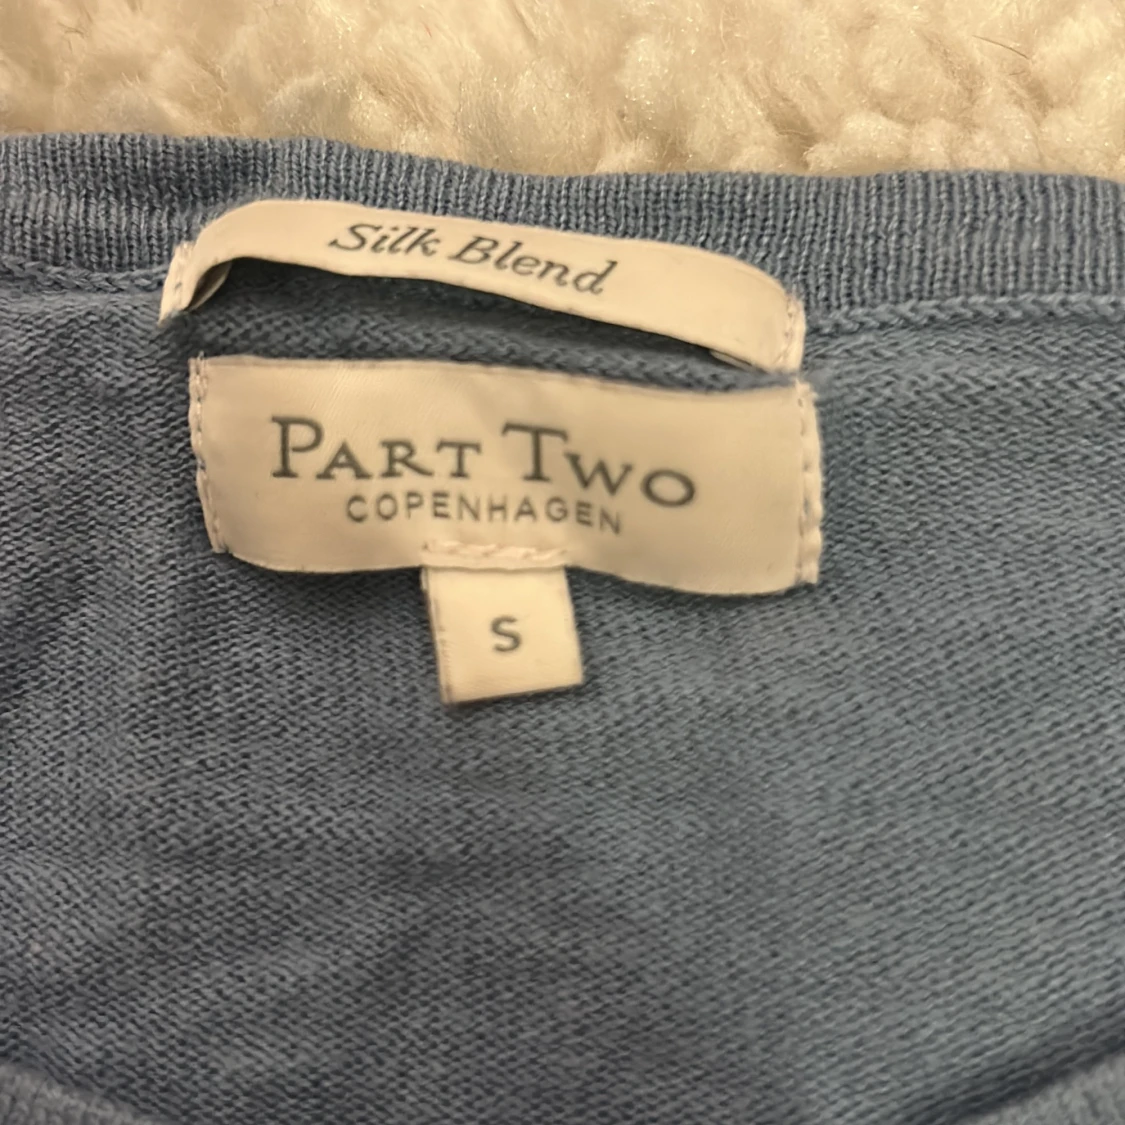 Silk Blend
PART TWO
COPENHAGEN
S